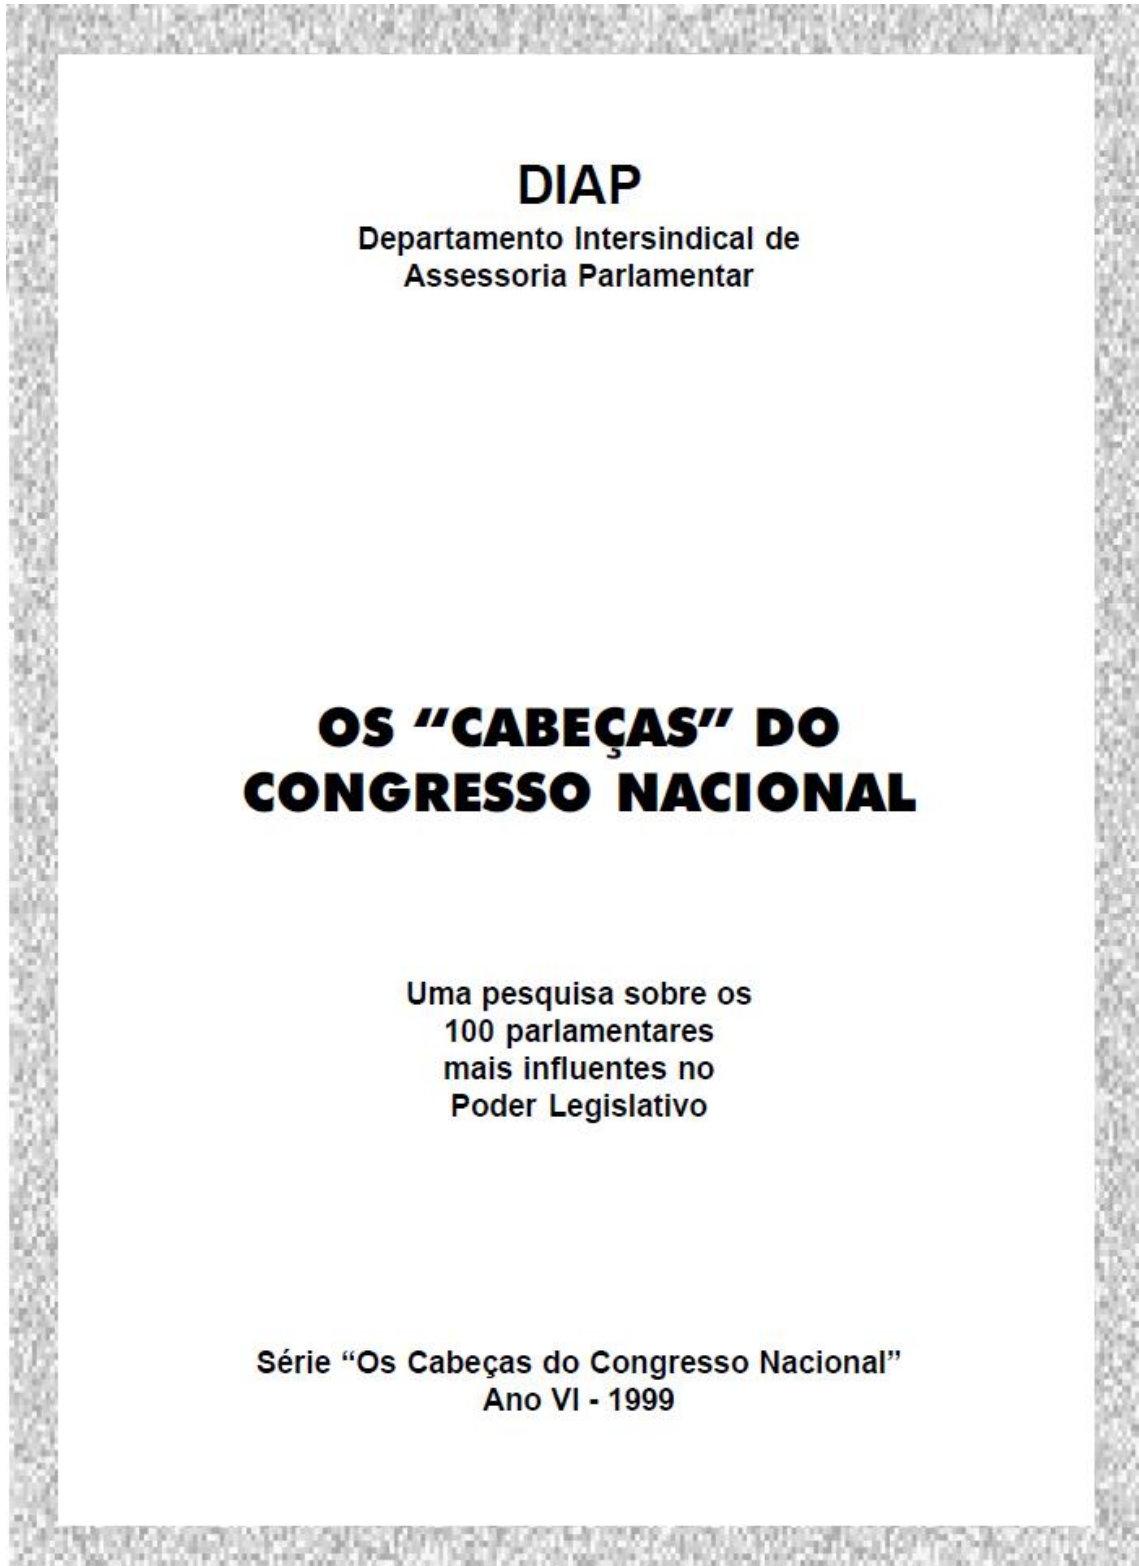 DIAP
Departamento Intersindical de
Assessoria Parlamentar
OS “CABEÇAS” DO
CONGRESSO NACIONAL
Uma pesquisa sobre os
100 parlamentares
mais influentes no
Poder Legislativo
Série “Os Cabeças do Congresso Nacional”
Ano VI - 1999